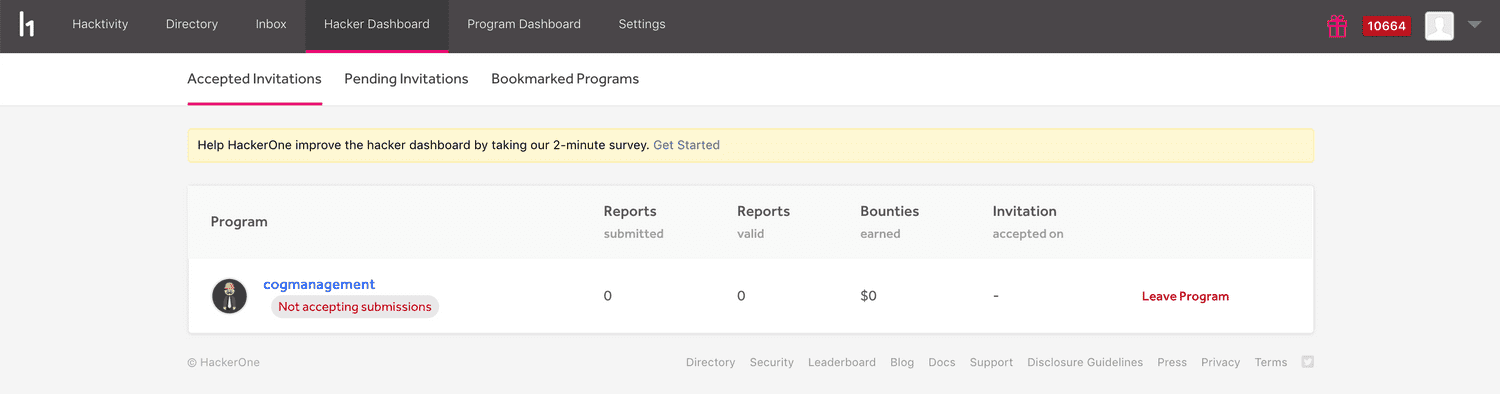 h1 Hacktivity Directory Inbox Hacker Dashboard Program Dashboard Settings 10664
Accepted Invitations Pending Invitations Bookmarked Programs
Help HackerOne improve the hacker dashboard by taking our 2-minute survey. Get Started
Program Reports submitted Reports valid Bounties earned Invitation accepted on
cogmanagement
Not accepting submissions 0 0 $0 - Leave Program
© HackerOne Directory Security Leaderboard Blog Docs Support Disclosure Guidelines Press Privacy Terms